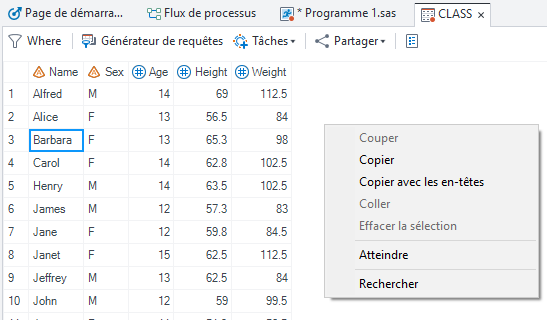 Page de démarra... Flux de processus * Programme 1.sas CLASS
Where Générateur de requêtes Tâches Partager
Name Sex Age Height Weight
1 Alfred M 14 69 112.5
2 Alice F 13 56.5 84
3 Barbara F 13 65.3 98
4 Carol F 14 62.8 102.5
5 Henry M 14 63.5 102.5
6 James M 12 57.3 83
7 Jane F 12 59.8 84.5
8 Janet F 15 62.5 112.5
9 Jeffrey M 13 62.5 84
10 John M 12 59 99.5
Couper
Copier
Copier avec les en-têtes
Coller
Effacer la sélection
Atteindre
Rechercher